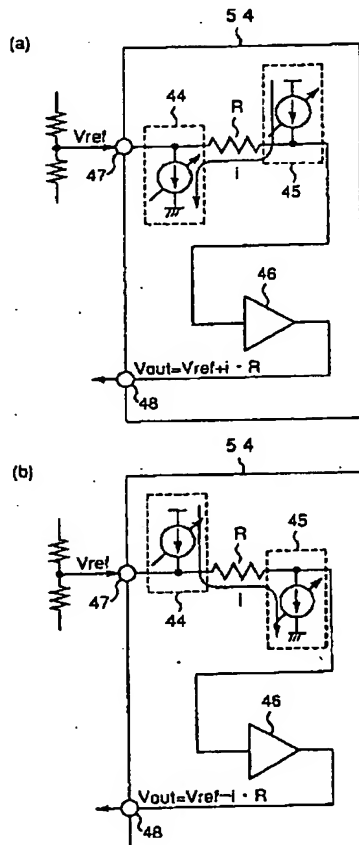 (a)
5 4
44
R
Vref
47
i
45
46
Vout=Vref+i · R
48
(b)
5 4
45
R
Vref
47
44
i
46
Vout=Vref−i · R
48